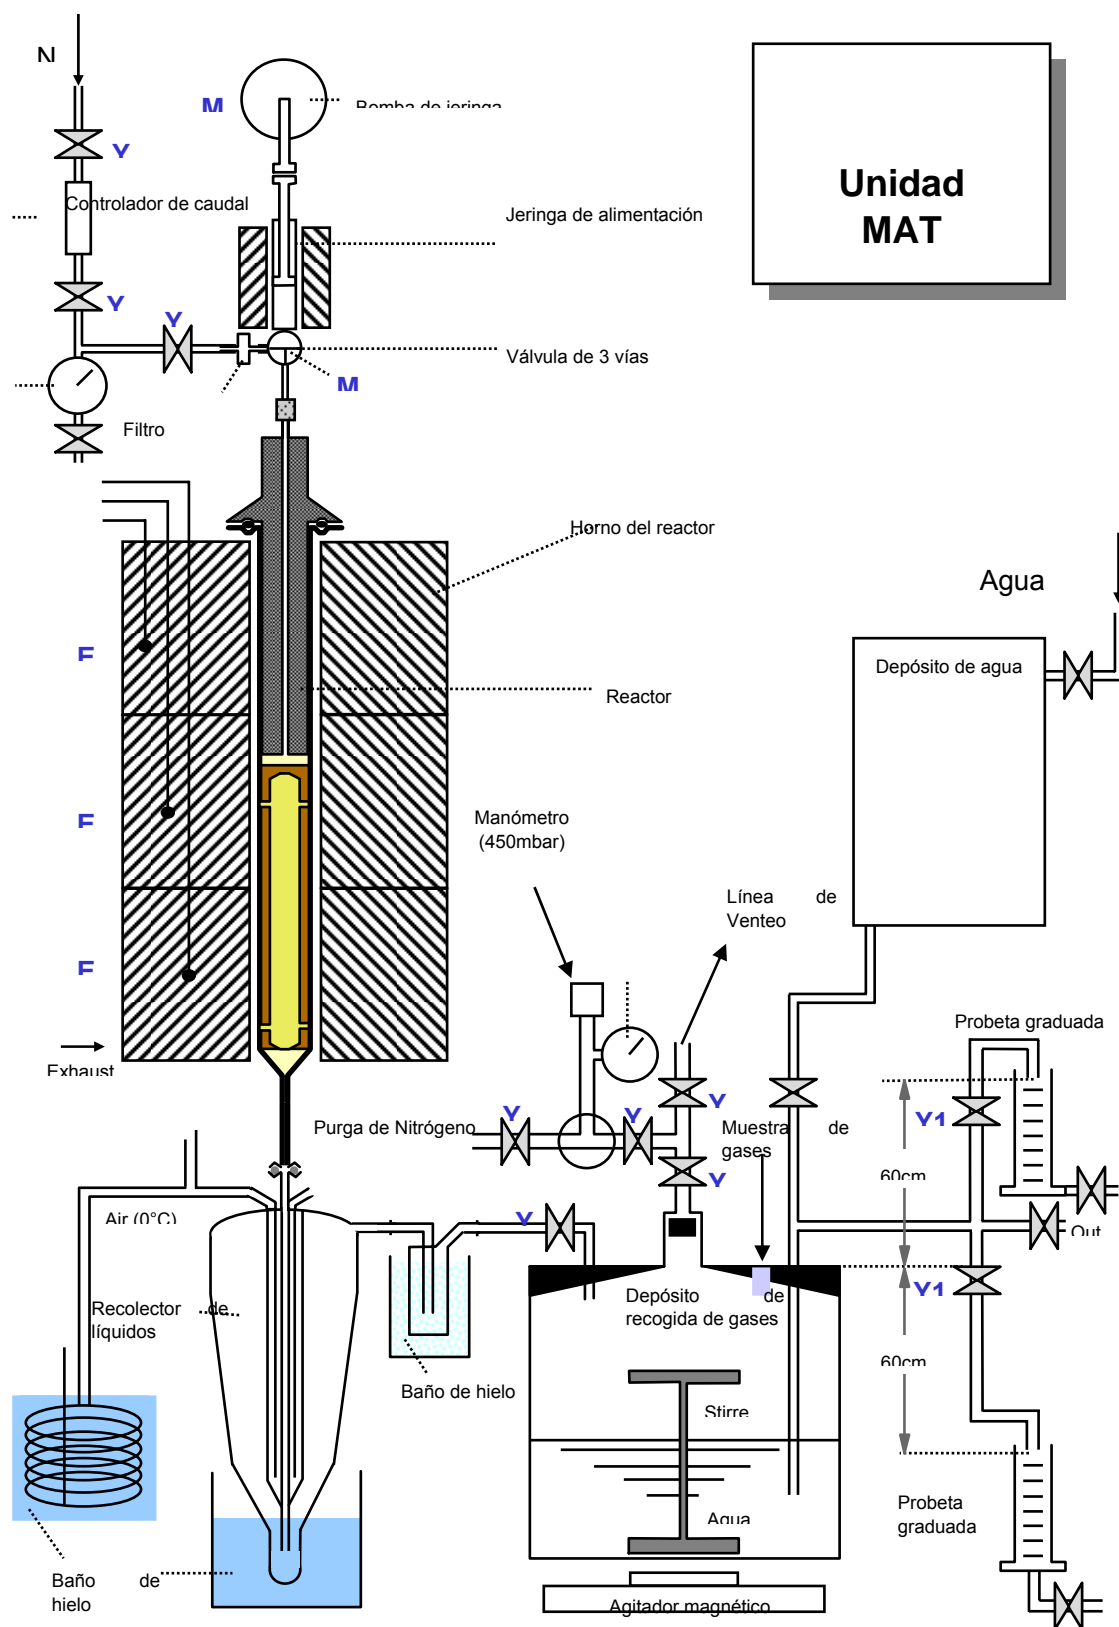 N
M
Bomba de jeringa
Y
Unidad
MAT
Controlador de caudal
Jeringa de alimentación
Y
Y
Válvula de 3 vías
M
Filtro
Horno del reactor
Agua
Depósito de agua
Reactor
Manómetro
(450mbar)
Línea de
Venteo
Probeta graduada
Exhaust
Purga de Nitrógeno
Y
Y
Y
Muestra de
gases
Y1
60cm
Y
Air (0°C)
Y
Out
Depósito de
recogida de gases
Y1
Recolector de
líquidos
60cm
Baño de hielo
Stirre
Probeta
graduada
Agua
Baño de
hielo
Agitador magnético